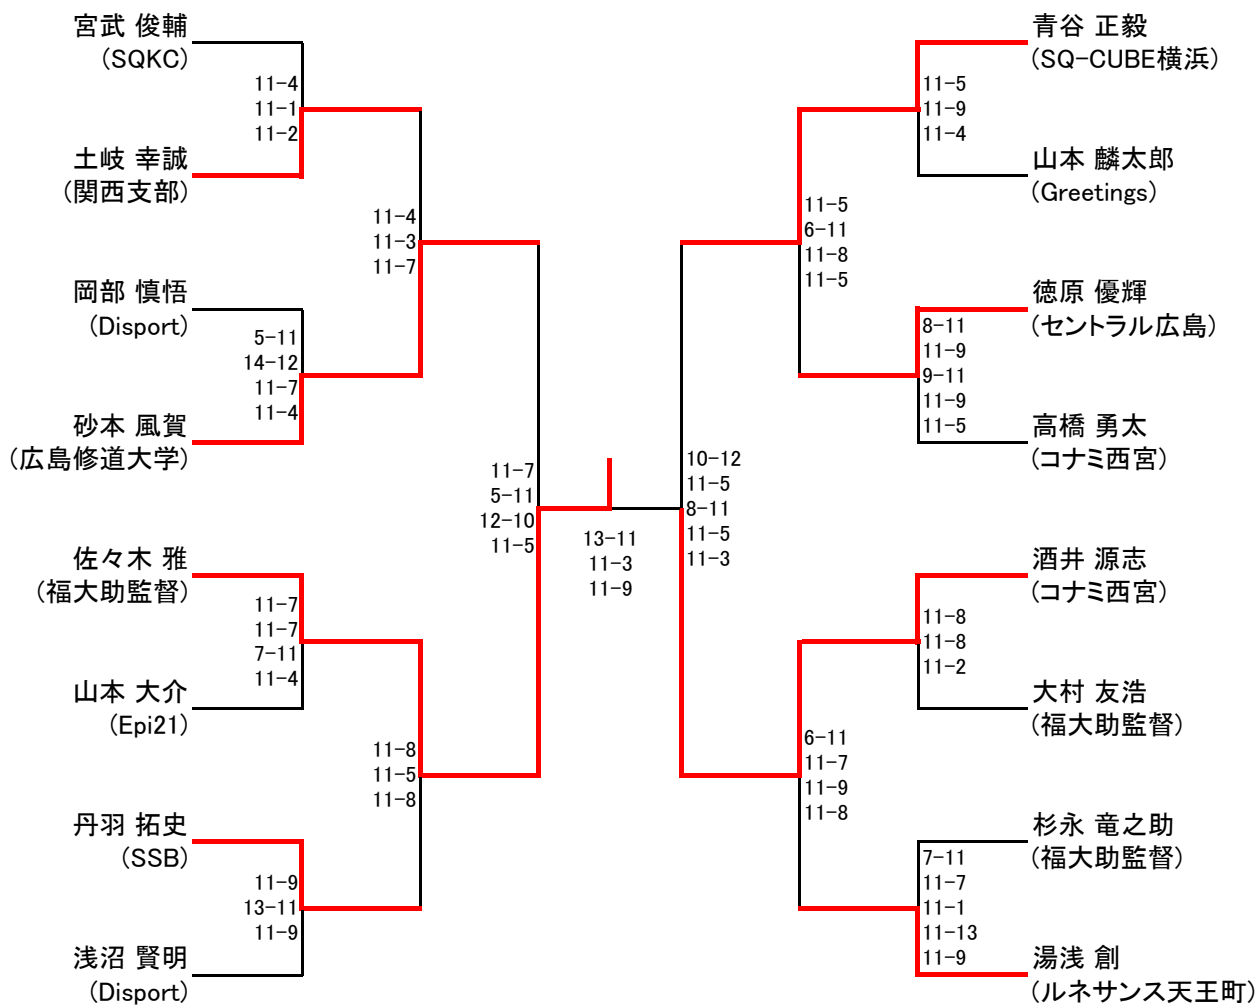 宮武 俊輔
(SQKC)
11-4
11-1
11-2
土岐 幸誠
(関西支部)
11-4
11-3
11-7
岡部 慎悟
(Disport)
5-11
14-12
11-7
11-4
砂本 風賀
(広島修道大学)
11-7
5-11
12-10
11-5
佐々木 雅
(福大助監督)
11-7
11-7
7-11
11-4
山本 大介
(Epi21)
11-8
11-5
11-8
丹羽 拓史
(SSB)
11-9
13-11
11-9
浅沼 賢明
(Disport)
13-11
11-3
11-9
青谷 正毅
(SQ-CUBE横浜)
11-5
11-9
11-4
山本 麟太郎
(Greetings)
11-5
6-11
11-8
11-5
徳原 優輝
(セントラル広島)
8-11
11-9
9-11
11-9
11-5
高橋 勇太
(コナミ西宮)
10-12
11-5
8-11
11-5
11-3
酒井 源志
(コナミ西宮)
11-8
11-8
11-2
大村 友浩
(福大助監督)
6-11
11-7
11-9
11-8
杉永 竜之助
(福大助監督)
7-11
11-7
11-1
11-13
11-9
湯浅 創
(ルネサンス天王町)